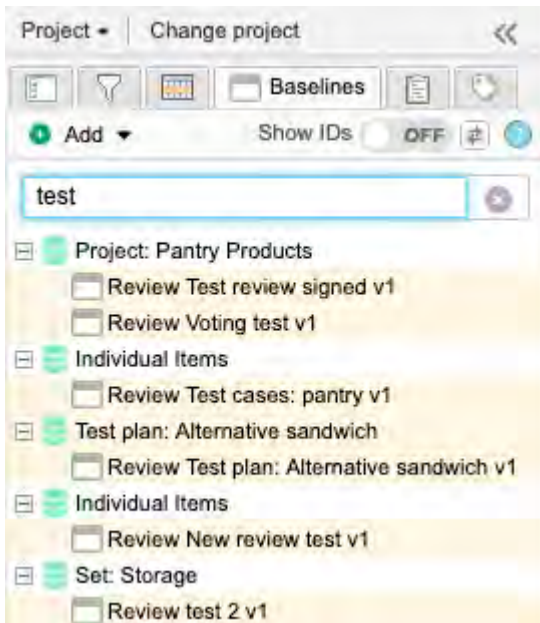 Project
Change project
Baselines
Add
Show IDs OFF
test
Project: Pantry Products
Review Test review signed v1
Review Voting test v1
Individual Items
Review Test cases: pantry v1
Test plan: Alternative sandwich
Review Test plan: Alternative sandwich v1
Individual Items
Review New review test v1
Set: Storage
Review test 2 v1